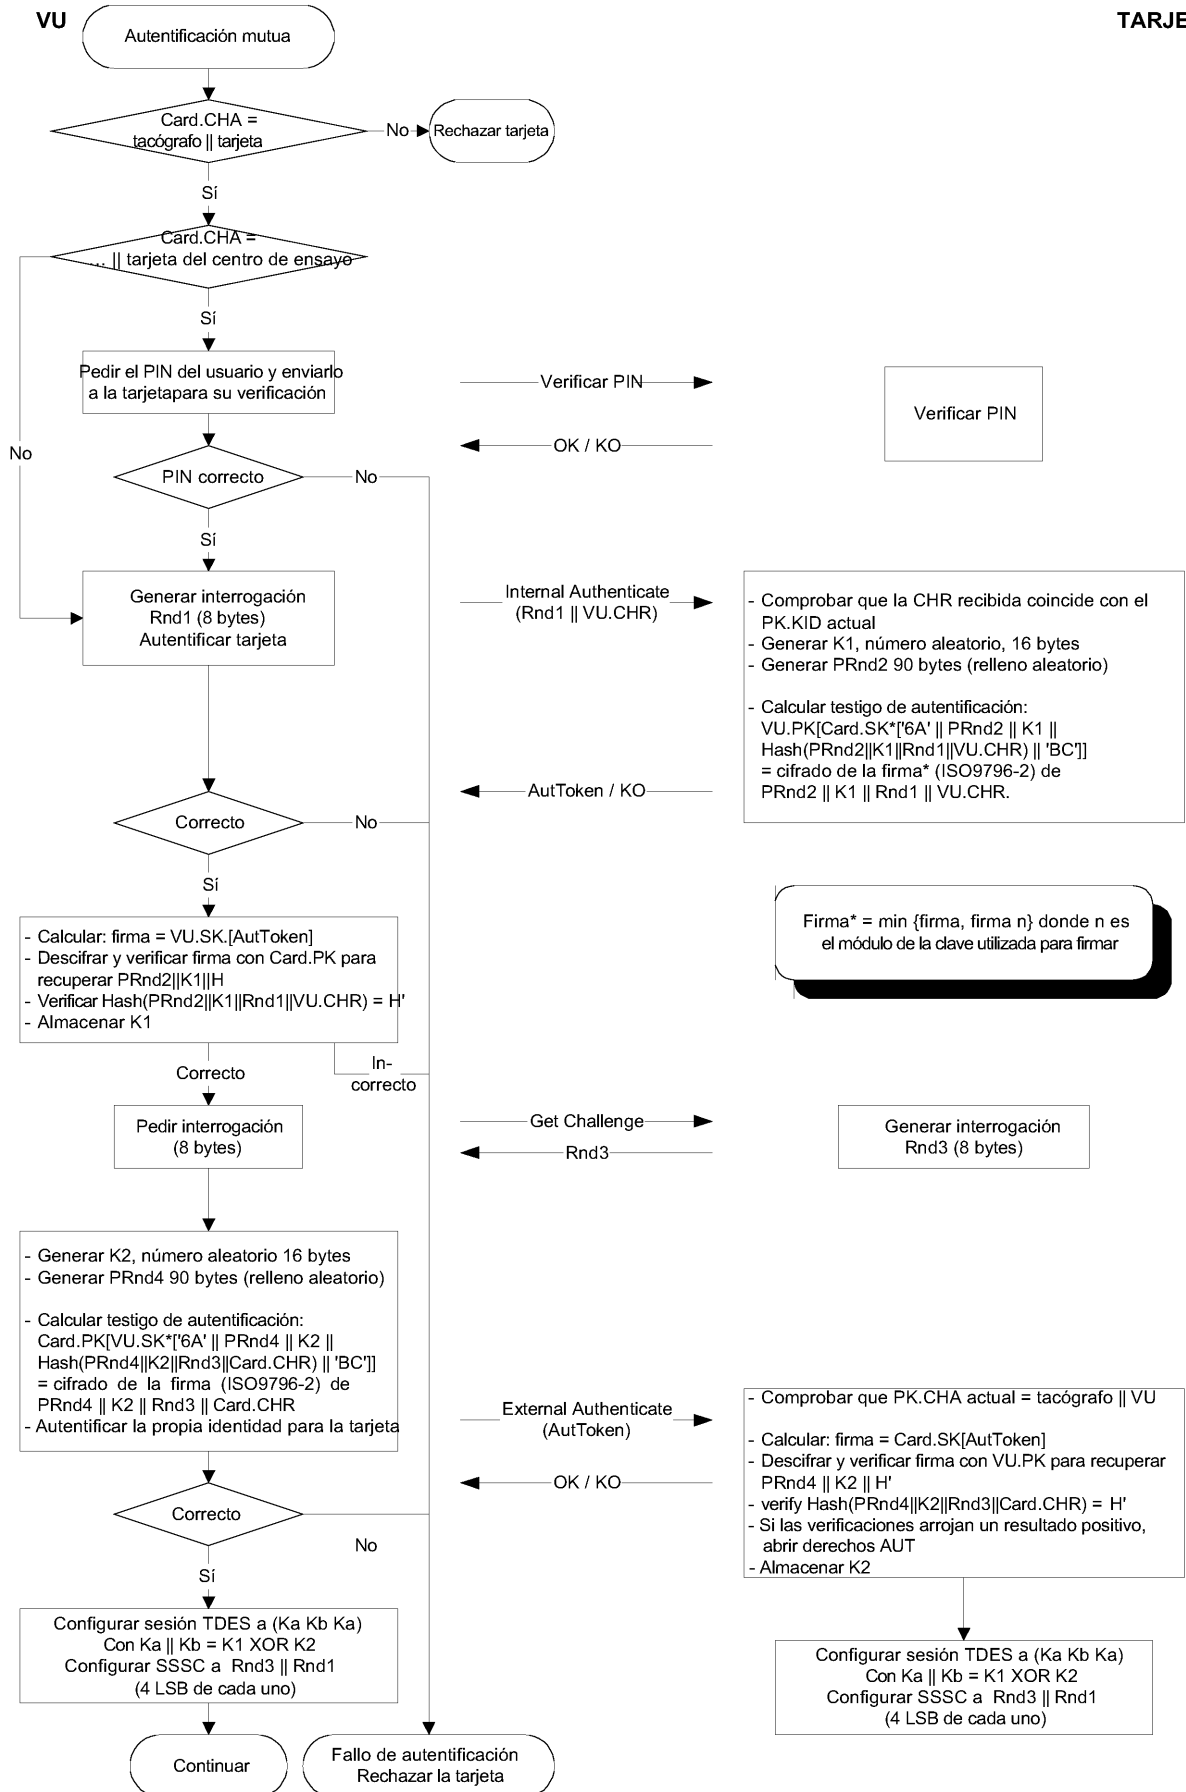 VU
TARJE
Autentificación mutua
Card.CHA =
tacógrafo || tarjeta
No
Rechazar tarjeta
Sí
Card.CHA =
... || tarjeta del centro de ensayo
Sí
Pedir el PIN del usuario y enviarlo
a la tarjetapara su verificación
Verificar PIN
Verificar PIN
OK / KO
No
PIN correcto
No
Sí
Generar interrogación
Rnd1 (8 bytes)
Autentificar tarjeta
Internal Authenticate
(Rnd1 || VU.CHR)
- Comprobar que la CHR recibida coincide con el
PK.KID actual
- Generar K1, número aleatorio, 16 bytes
- Generar PRnd2 90 bytes (relleno aleatorio)
- Calcular testigo de autentificación:
VU.PK[Card.SK*['6A' || PRnd2 || K1 ||
Hash(PRnd2||K1||Rnd1||VU.CHR) || 'BC']]
= cifrado de la firma* (ISO9796-2) de
PRnd2 || K1 || Rnd1 || VU.CHR.
AutToken / KO
Correcto
No
Sí
- Calcular: firma = VU.SK.[AutToken]
- Descifrar y verificar firma con Card.PK para
recuperar PRnd2||K1||H
- Verificar Hash(PRnd2||K1||Rnd1||VU.CHR) = H'
- Almacenar K1
Firma* = min {firma, firma n} donde n es
el módulo de la clave utilizada para firmar
Correcto
In-
correcto
Pedir interrogación
(8 bytes)
Get Challenge
Rnd3
Generar interrogación
Rnd3 (8 bytes)
- Generar K2, número aleatorio 16 bytes
- Generar PRnd4 90 bytes (relleno aleatorio)
- Calcular testigo de autentificación:
Card.PK[VU.SK*['6A' || PRnd4 || K2 ||
Hash(PRnd4||K2||Rnd3||Card.CHR) || 'BC']]
= cifrado de la firma (ISO9796-2) de
PRnd4 || K2 || Rnd3 || Card.CHR
- Autentificar la propia identidad para la tarjeta
External Authenticate
(AutToken)
OK / KO
- Comprobar que PK.CHA actual = tacógrafo || VU
- Calcular: firma = Card.SK[AutToken]
- Descifrar y verificar firma con VU.PK para recuperar
PRnd4 || K2 || H'
- verify Hash(PRnd4||K2||Rnd3||Card.CHR) = H'
- Si las verificaciones arrojan un resultado positivo,
abrir derechos AUT
- Almacenar K2
Correcto
No
Sí
Configurar sesión TDES a (Ka Kb Ka)
Con Ka || Kb = K1 XOR K2
Configurar SSSC a Rnd3 || Rnd1
(4 LSB de cada uno)
Configurar sesión TDES a (Ka Kb Ka)
Con Ka || Kb = K1 XOR K2
Configurar SSSC a Rnd3 || Rnd1
(4 LSB de cada uno)
Continuar
Fallo de autentificación
Rechazar la tarjeta